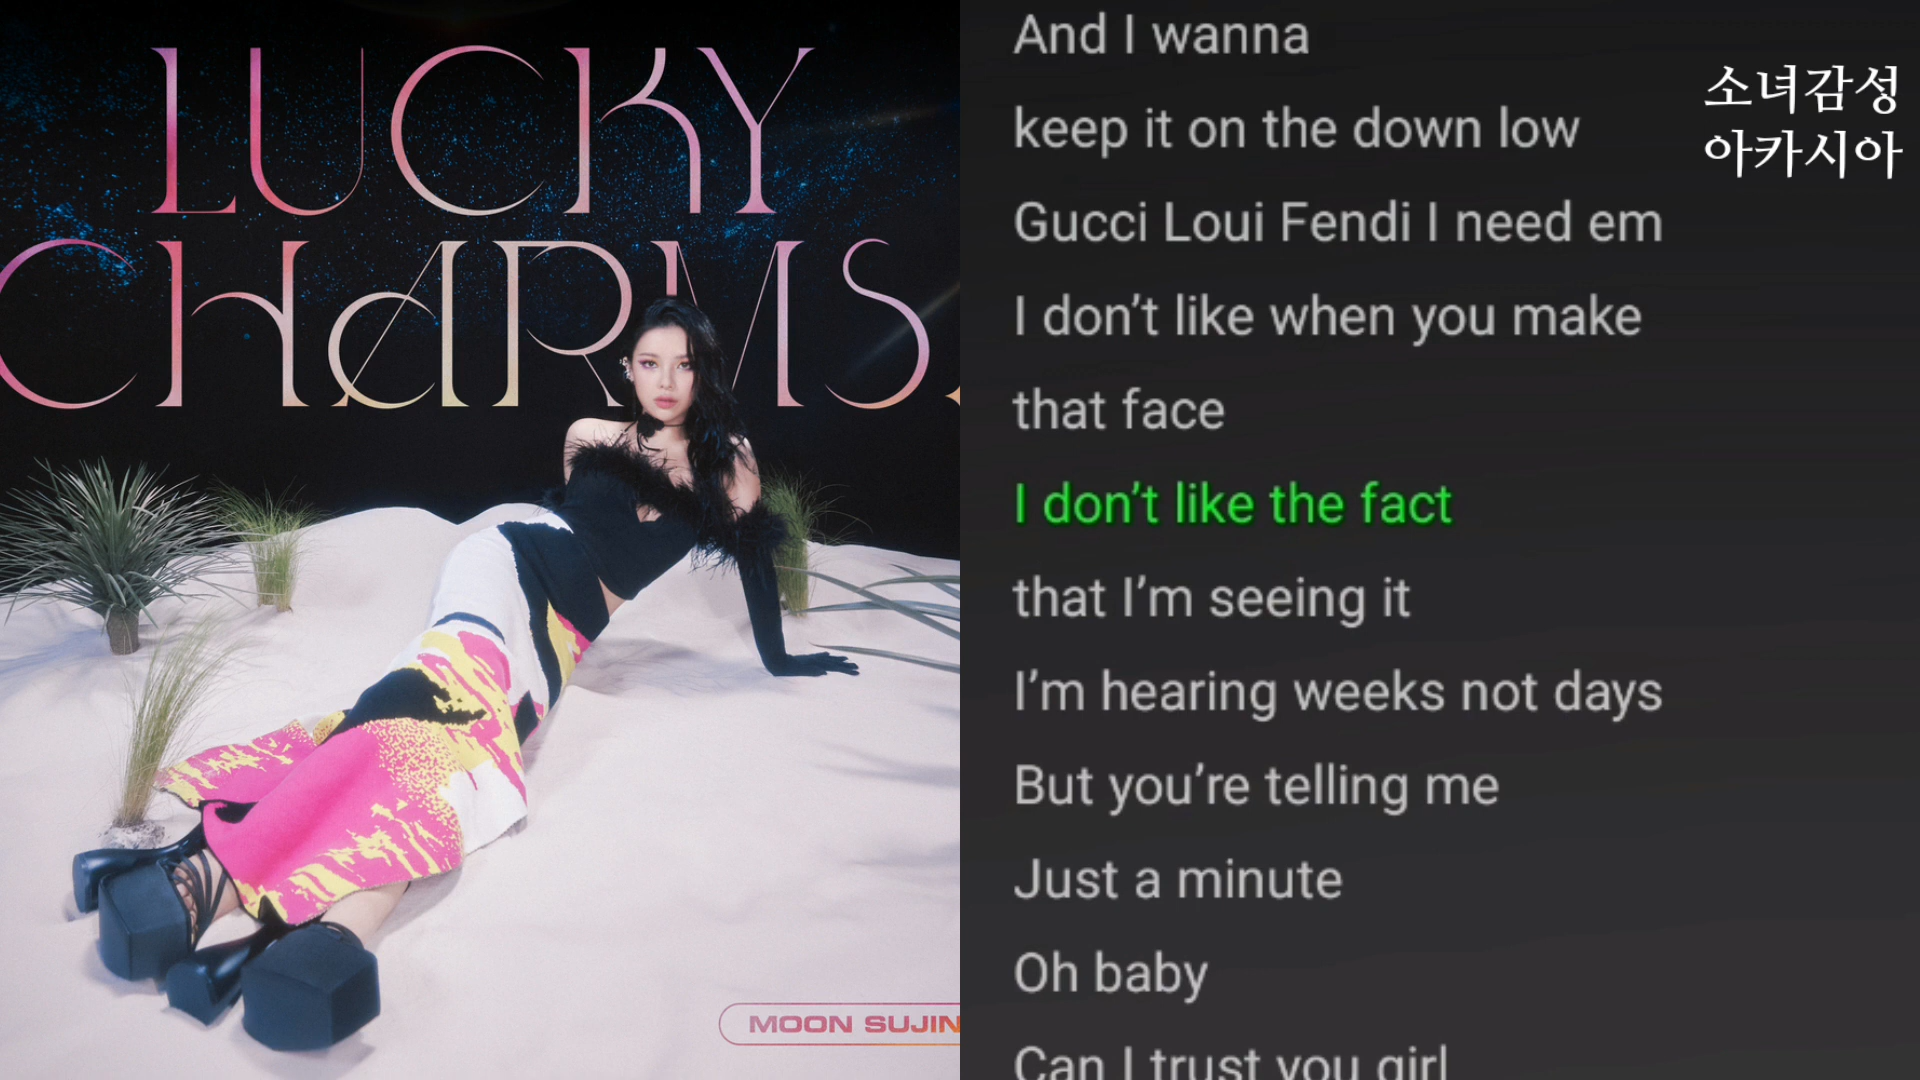 LUCKY
CHARMS
MOON SUJIN
And I wanna
keep it on the down low
Gucci Loui Fendi I need em
I don't like when you make
that face
I don't like the fact
that I'm seeing it
I'm hearing weeks not days
But you're telling me
Just a minute
Oh baby
Can I trust you girl
소녀감성
아카시아